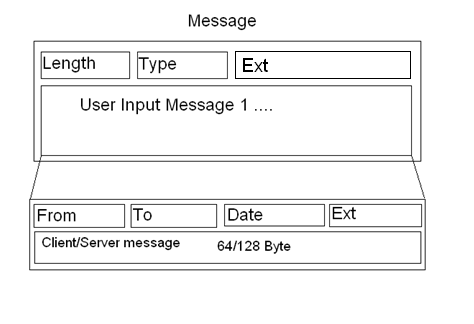 Message
Length Type Ext
User Input Message 1 ....
From To Date Ext
Client/Server message 64/128 Byte